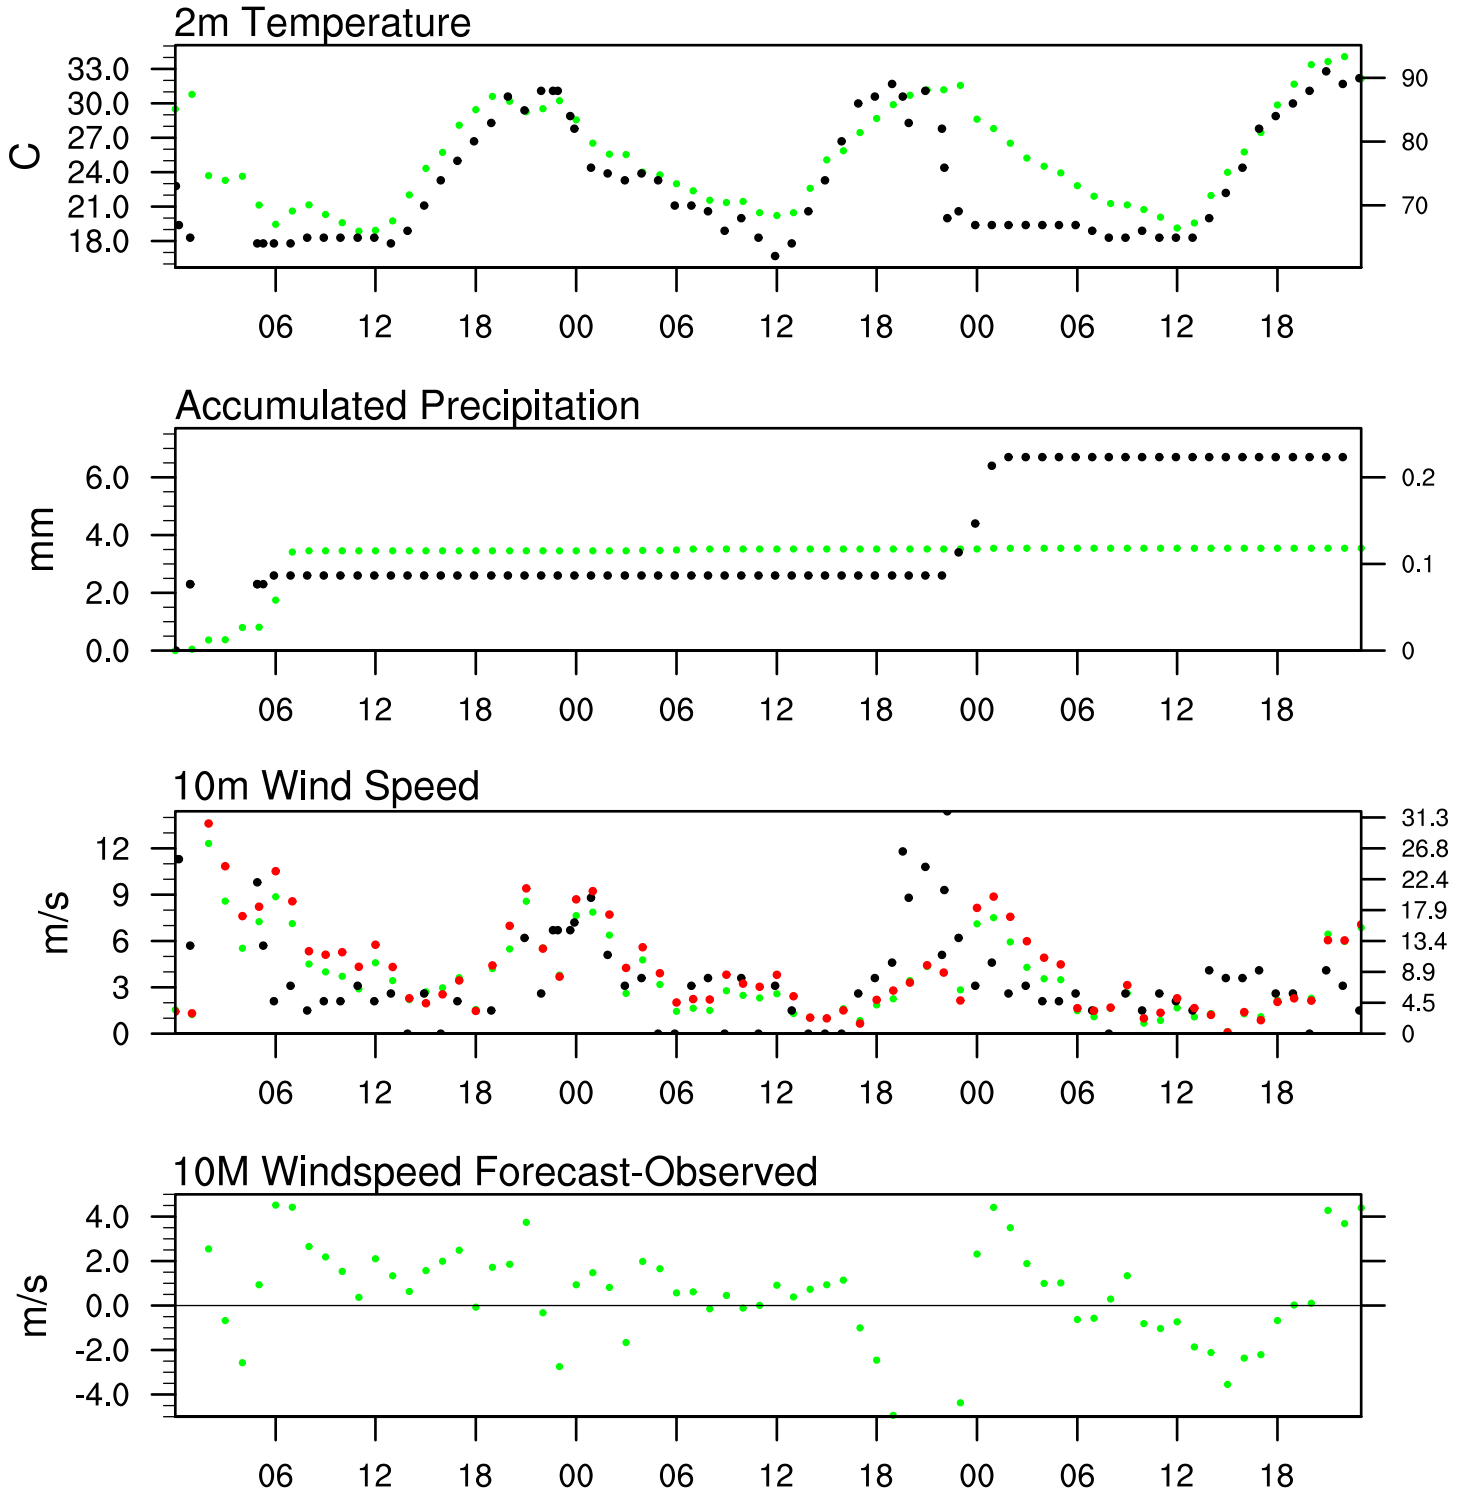 2m Temperature
33.0
30.0
27.0
24.0
21.0
18.0
C
90
80
70
06 12 18 00 06 12 18 00 06 12 18
Accumulated Precipitation
6.0
4.0
2.0
0.0
mm
0.2
0.1
0
06 12 18 00 06 12 18 00 06 12 18
10m Wind Speed
12
9
6
3
0
m/s
31.3
26.8
22.4
17.9
13.4
8.9
4.5
0
06 12 18 00 06 12 18 00 06 12 18
10M Windspeed Forecast-Observed
4.0
2.0
0.0
-2.0
-4.0
m/s
06 12 18 00 06 12 18 00 06 12 18